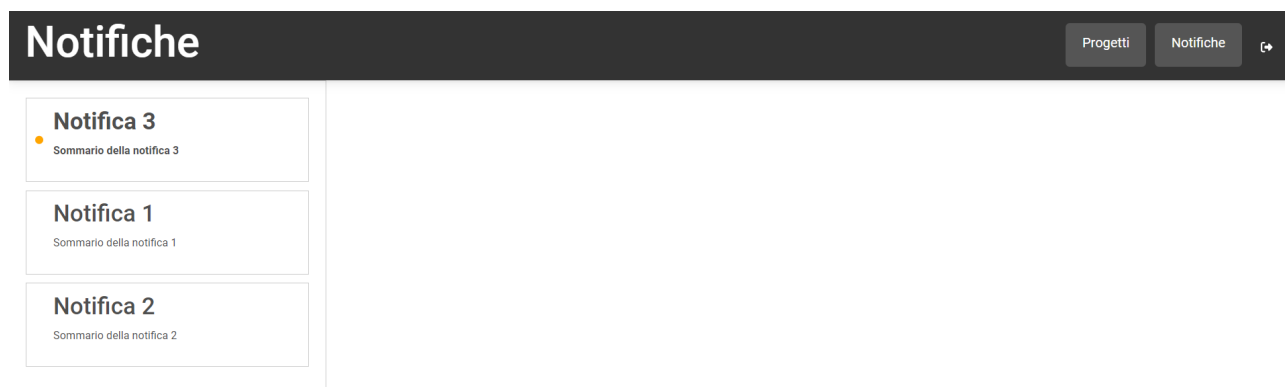 Notifiche
Progetti
Notifiche
Notifica 3
Sommario della notifica 3
Notifica 1
Sommario della notifica 1
Notifica 2
Sommario della notifica 2